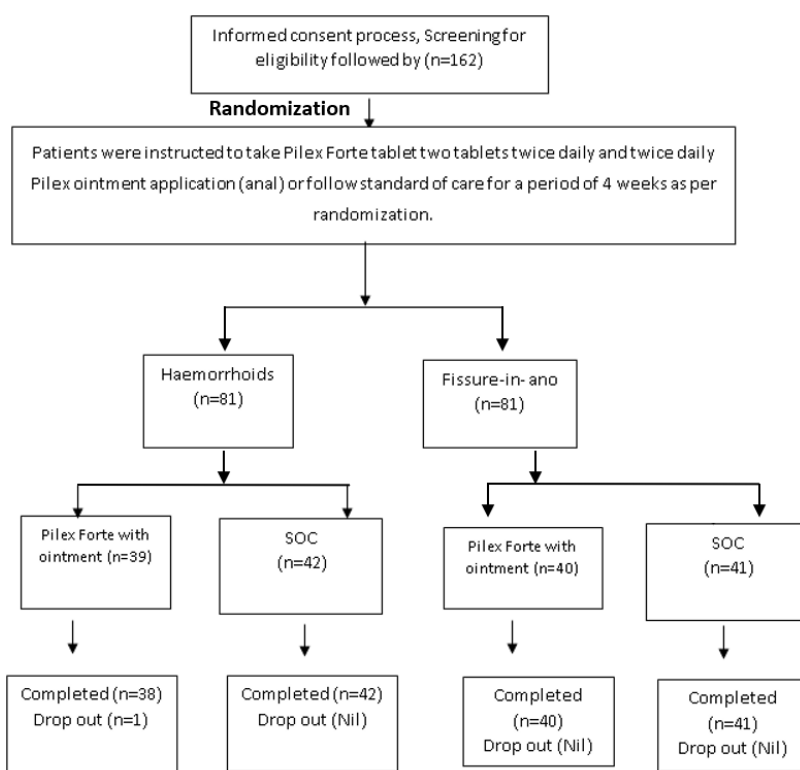 Informed consent process, Screening for
eligibility followed by (n=162)
Randomization
Patients were instructed to take Pilex Forte tablet two tablets twice daily and twice daily
Pilex ointment application (anal) or follow standard of care for a period of 4 weeks as per
randomization.
Haemorrhoids
(n=81)
Fissure-in- ano
(n=81)
Pilex Forte with
ointment (n=39)
SOC
(n=42)
Pilex Forte with
ointment (n=40)
SOC
(n=41)
Completed (n=38)
Drop out (n=1)
Completed (n=42)
Drop out (Nil)
Completed
(n=40)
Drop out (Nil)
Completed
(n=41)
Drop out (Nil)